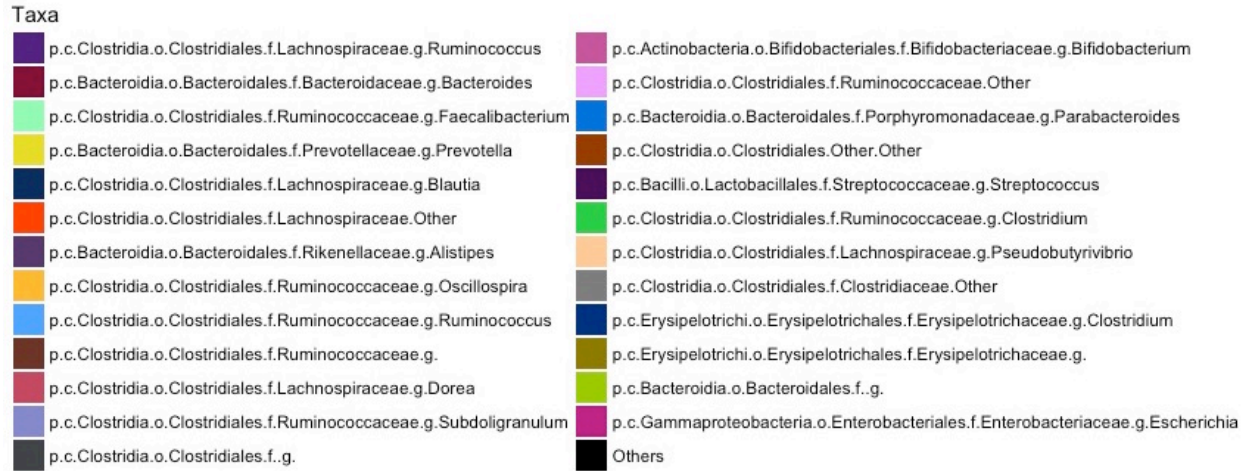 Taxa
p.c.Clostridia.o.Clostridiales.f.Lachnospiraceae.g.Ruminococcus
p.c.Bacteroidia.o.Bacteroidales.f.Bacteroidaceae.g.Bacteroides
p.c.Clostridia.o.Clostridiales.f.Ruminococcaceae.g.Faecalibacterium
p.c.Bacteroidia.o.Bacteroidales.f.Prevotellaceae.g.Prevotella
p.c.Clostridia.o.Clostridiales.f.Lachnospiraceae.g.Blautia
p.c.Clostridia.o.Clostridiales.f.Lachnospiraceae.Other
p.c.Bacteroidia.o.Bacteroidales.f.Rikenellaceae.g.Alistipes
p.c.Clostridia.o.Clostridiales.f.Ruminococcaceae.g.Oscillospira
p.c.Clostridia.o.Clostridiales.f.Ruminococcaceae.g.Ruminococcus
p.c.Clostridia.o.Clostridiales.f.Ruminococcaceae.g.
p.c.Clostridia.o.Clostridiales.f.Lachnospiraceae.g.Dorea
p.c.Clostridia.o.Clostridiales.f.Ruminococcaceae.g.Subdoligranulum
p.c.Clostridia.o.Clostridiales.f..g.
p.c.Actinobacteria.o.Bifidobacteriales.f.Bifidobacteriaceae.g.Bifidobacterium
p.c.Clostridia.o.Clostridiales.f.Ruminococcaceae.Other
p.c.Bacteroidia.o.Bacteroidales.f.Porphyromonadaceae.g.Parabacteroides
p.c.Clostridia.o.Clostridiales.Other.Other
p.c.Bacilli.o.Lactobacillales.f.Streptococcaceae.g.Streptococcus
p.c.Clostridia.o.Clostridiales.f.Ruminococcaceae.g.Clostridium
p.c.Clostridia.o.Clostridiales.f.Lachnospiraceae.g.Pseudobutyrivibrio
p.c.Clostridia.o.Clostridiales.f.Clostridiaceae.Other
p.c.Erysipelotrichi.o.Erysipelotrichales.f.Erysipelotrichaceae.g.Clostridium
p.c.Erysipelotrichi.o.Erysipelotrichales.f.Erysipelotrichaceae.g.
p.c.Bacteroidia.o.Bacteroidales.f..g.
p.c.Gammaproteobacteria.o.Enterobacteriales.f.Enterobacteriaceae.g.Escherichia
Others